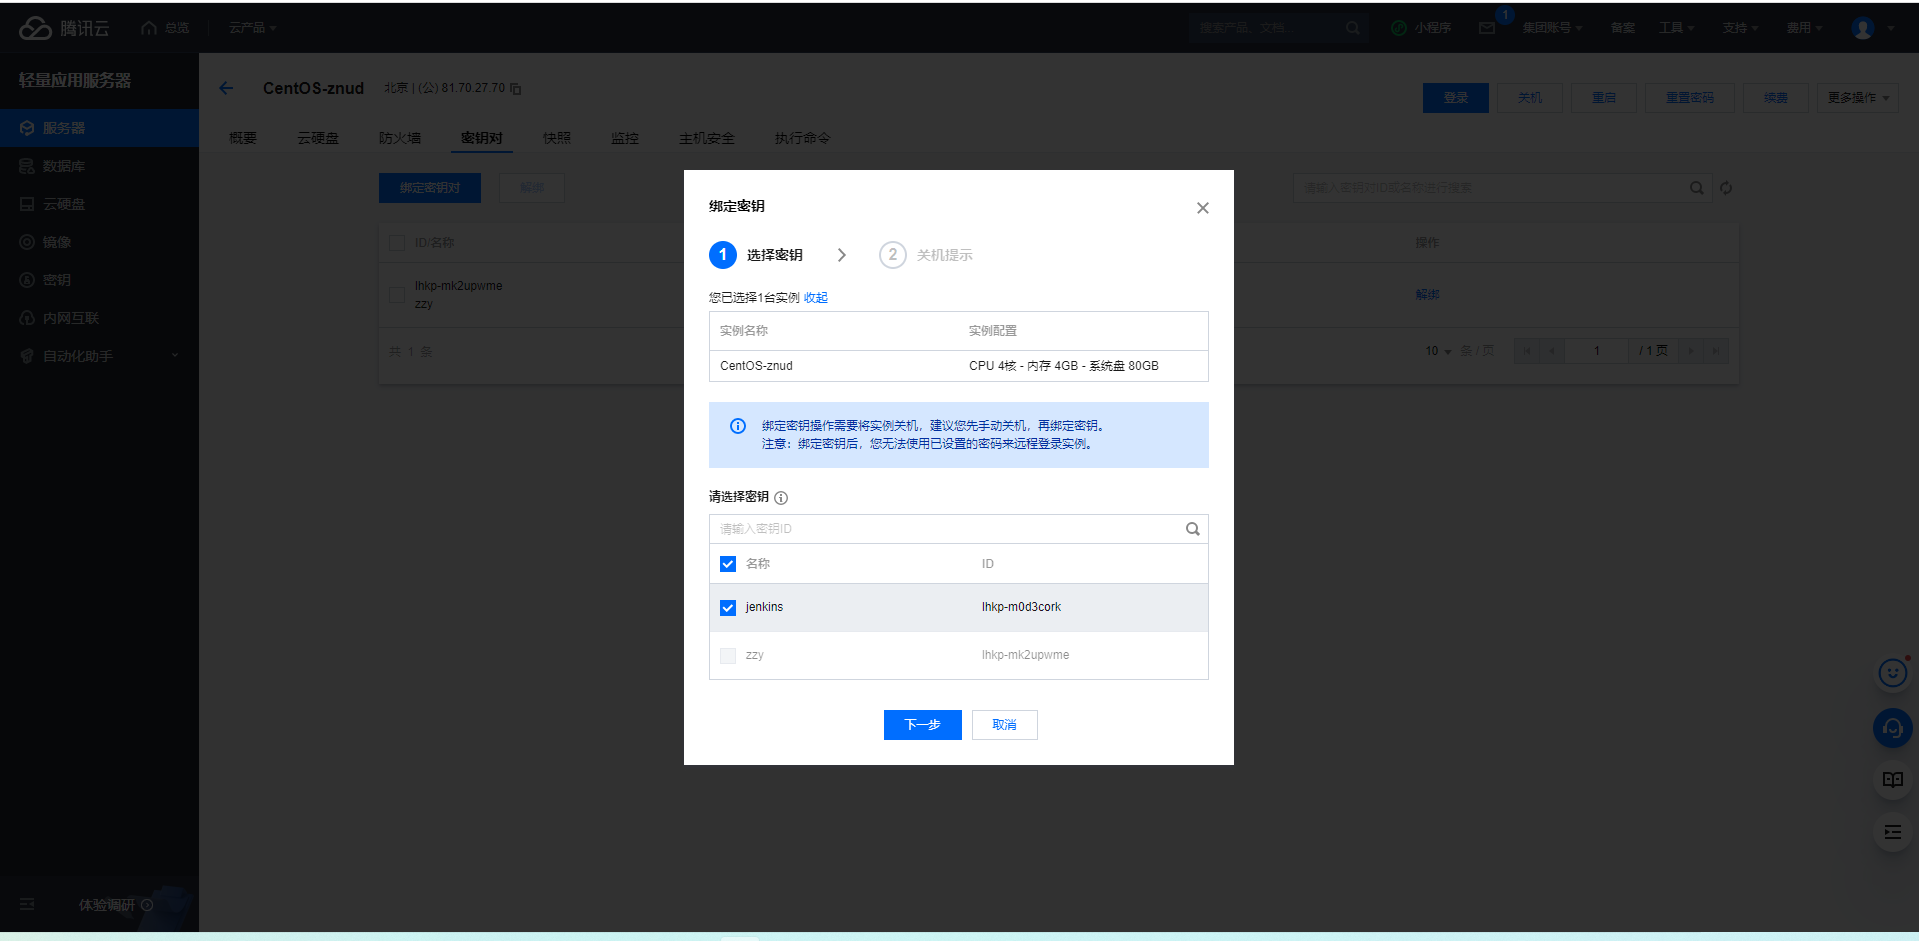 腾讯云 总览 云产品 搜索产品、文档... 小程序 1 集团账号 备案 工具 支持 费用
轻量应用服务器
服务器
数据库
云硬盘
镜像
密钥
内网互联
自动化助手
体验调研
CentOS-znud 北京 | (公) 81.70.27.70
登录 关机 重启 重置密码 续费 更多操作
概要 云硬盘 防火墙 密钥对 快照 监控 主机安全 执行命令
绑定密钥对 解绑 请输入密钥对ID或名称进行搜索
ID/名称 操作
lhkp-mk2upwme
zzy
解绑
共 1 条 10 条 / 页 1 / 1 页
绑定密钥
1 选择密钥 2 关机提示
您已选择1台实例 收起
实例名称 实例配置
CentOS-znud CPU 4核 - 内存 4GB - 系统盘 80GB
绑定密钥操作需要将实例关机，建议您先手动关机，再绑定密钥。
注意：绑定密钥后，您无法使用已设置的密码来远程登录实例。
请选择密钥
请输入密钥ID
名称 ID
jenkins lhkp-m0d3cork
zzy lhkp-mk2upwme
下一步 取消